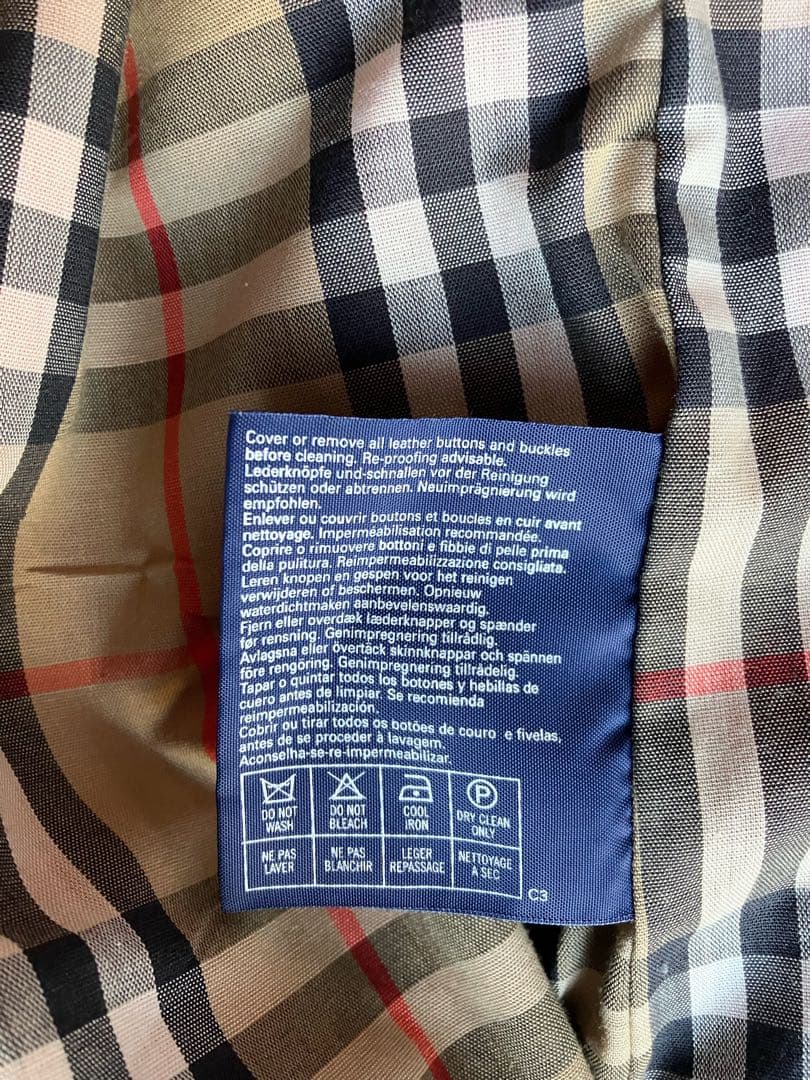 Cover or remove all leather buttons and buckles
before cleaning. Re-proofing advisable.
Lederknöpfe und-schnallen vor der Reinigung
schützen oder abtrennen. Neuimprägnierung wird
empfohlen.
Enlever ou couvrir boutons et boucles en cuir avant
nettoyage. Imperméabilisation recommandée.
Coprire o rimuovere bottoni e fibbie di pelle prima
della pulitura. Reimpermeabilizzazione consigliata.
Leren knopen en gespen voor het reinigen
verwijderen of beschermen. Opnieuw
waterdichtmaken aanbevelenswaardig.
Fjern eller overdæk læderknapper og spænder
før rensning. Genimpregnering tillrådlig.
Avlagsna eller övertäck skinnknappar och spännen
före rengöring. Genimpregnering tillrådelig.
Tapar o quintar todos los botones y hebillas de
cuero antes de limpiar. Se recomienda
reimpermeabilización.
Cobrir ou tirar todos os botões de couro e fivelas,
antes de se proceder à lavagem.
Aconselha-se-re-impermeabilizar.
DO NOT WASH DO NOT BLEACH COOL IRON P DRY CLEAN ONLY
NE PAS LAVER NE PAS BLANCHIR LEGER REPASSAGE NETTOYAGE À SEC
C3